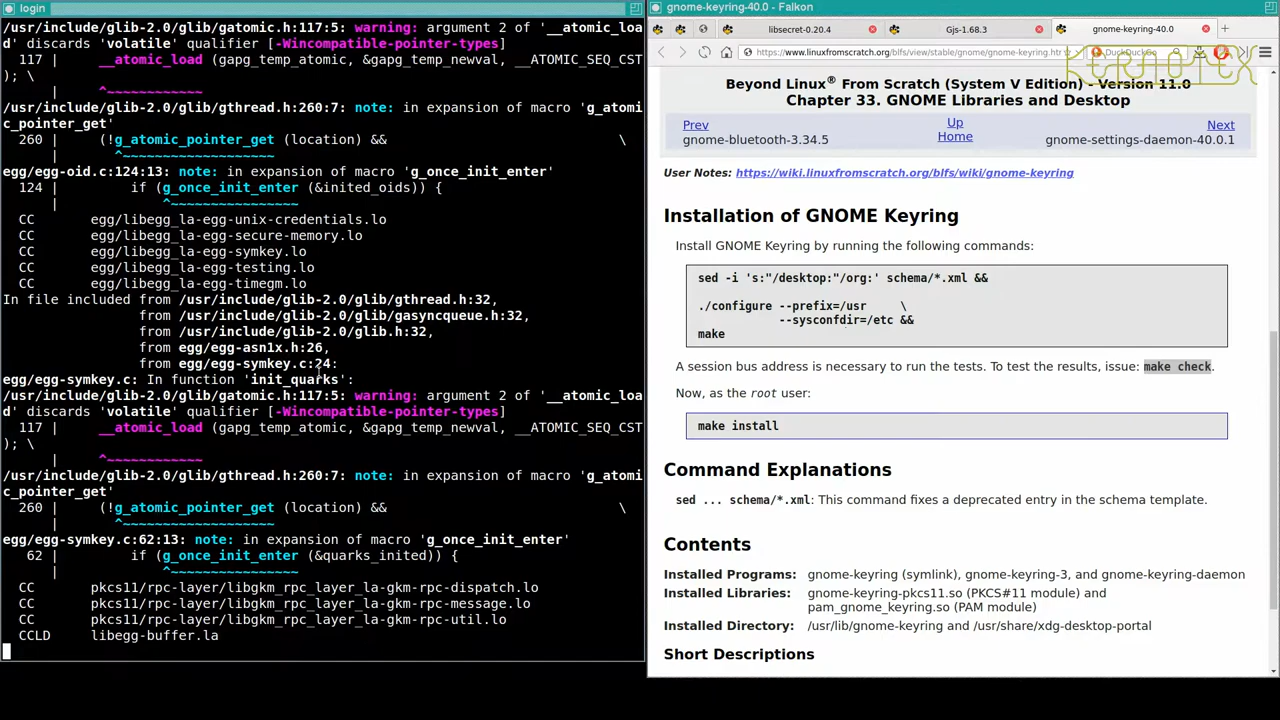 login
/usr/include/glib-2.0/glib/gatomic.h:117:5: warning: argument 2 of '__atomic_loa
d' discards 'volatile' qualifier [-Wincompatible-pointer-types]
  117 |     __atomic_load (gapg_temp_atomic, &gapg_temp_newval, __ATOMIC_SEQ_CST
); \
      |     ^~~~~~~~~~~~~
/usr/include/glib-2.0/glib/gthread.h:260:7: note: in expansion of macro 'g_atomi
c_pointer_get'
  260 |     (!g_atomic_pointer_get (location) && \
      |       ^~~~~~~~~~~~~~~~~~~~
egg/egg-oid.c:124:13: note: in expansion of macro 'g_once_init_enter'
  124 |         if (g_once_init_enter (&inited_oids)) {
      |             ^~~~~~~~~~~~~~~~~
  CC       egg/libegg_la-egg-unix-credentials.lo
  CC       egg/libegg_la-egg-secure-memory.lo
  CC       egg/libegg_la-egg-symkey.lo
  CC       egg/libegg_la-egg-testing.lo
  CC       egg/libegg_la-egg-timegm.lo
In file included from /usr/include/glib-2.0/glib/gthread.h:32,
                 from /usr/include/glib-2.0/glib/gasyncqueue.h:32,
                 from /usr/include/glib-2.0/glib.h:32,
                 from egg/egg-asn1x.h:26,
                 from egg/egg-symkey.c:24:
egg/egg-symkey.c: In function 'init_quarks':
/usr/include/glib-2.0/glib/gatomic.h:117:5: warning: argument 2 of '__atomic_loa
d' discards 'volatile' qualifier [-Wincompatible-pointer-types]
  117 |     __atomic_load (gapg_temp_atomic, &gapg_temp_newval, __ATOMIC_SEQ_CST
); \
      |     ^~~~~~~~~~~~~
/usr/include/glib-2.0/glib/gthread.h:260:7: note: in expansion of macro 'g_atomi
c_pointer_get'
  260 |     (!g_atomic_pointer_get (location) && \
      |       ^~~~~~~~~~~~~~~~~~~~
egg/egg-symkey.c:62:13: note: in expansion of macro 'g_once_init_enter'
   62 |         if (g_once_init_enter (&quarks_inited)) {
      |             ^~~~~~~~~~~~~~~~~
  CC       pkcs11/rpc-layer/libgkm_rpc_layer_la-gkm-rpc-dispatch.lo
  CC       pkcs11/rpc-layer/libgkm_rpc_layer_la-gkm-rpc-message.lo
  CC       pkcs11/rpc-layer/libgkm_rpc_layer_la-gkm-rpc-util.lo
  CCLD     libegg-buffer.la
gnome-keyring-40.0 - Falkon
libsecret-0.20.4
Gjs-1.68.3
gnome-keyring-40.0
https://www.linuxfromscratch.org/blfs/view/stable/gnome/gnome-keyring.htm
DuckDuckGo
KERNOTEX
Beyond Linux® From Scratch (System V Edition) - Version 11.0
Chapter 33. GNOME Libraries and Desktop
Prev Up Next
gnome-bluetooth-3.34.5 Home gnome-settings-daemon-40.0.1
User Notes: https://wiki.linuxfromscratch.org/blfs/wiki/gnome-keyring
Installation of GNOME Keyring
Install GNOME Keyring by running the following commands:
sed -i 's:"/desktop:"/org:' schema/*.xml &&
./configure --prefix=/usr     \
            --sysconfdir=/etc &&
make
A session bus address is necessary to run the tests. To test the results, issue: make check.
Now, as the root user:
make install
Command Explanations
sed ... schema/*.xml: This command fixes a deprecated entry in the schema template.
Contents
Installed Programs: gnome-keyring (symlink), gnome-keyring-3, and gnome-keyring-daemon
Installed Libraries: gnome-keyring-pkcs11.so (PKCS#11 module) and
pam_gnome_keyring.so (PAM module)
Installed Directory: /usr/lib/gnome-keyring and /usr/share/xdg-desktop-portal
Short Descriptions